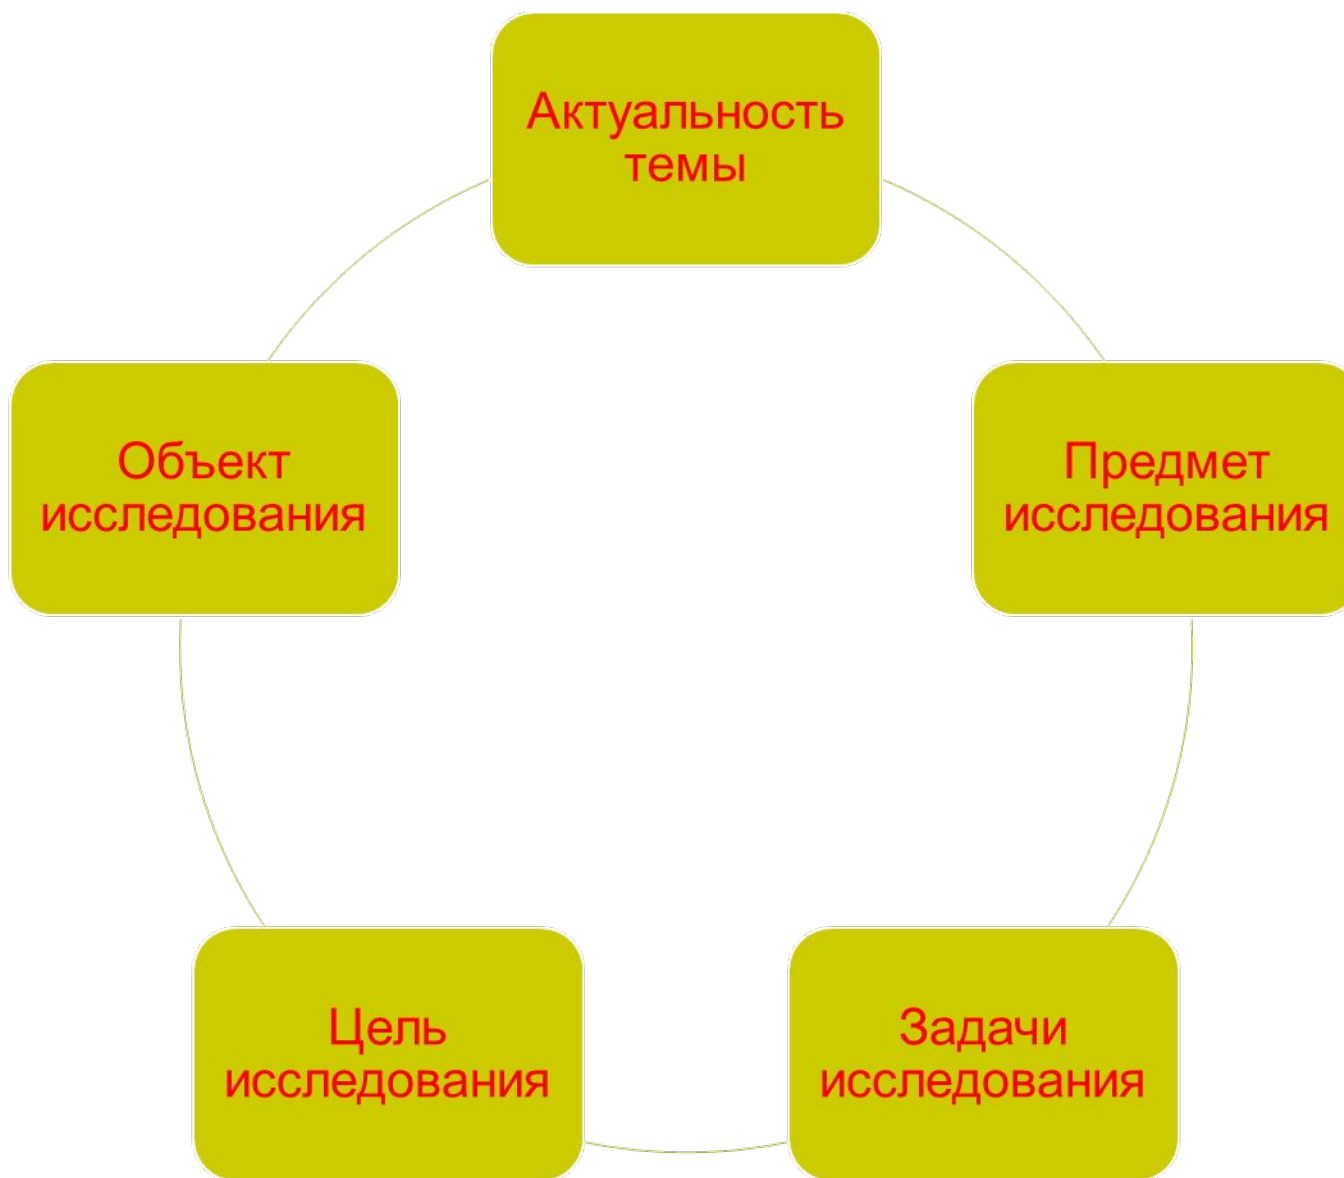 Актуальность
темы
Объект
исследования
Предмет
исследования
Цель
исследования
Задачи
исследования